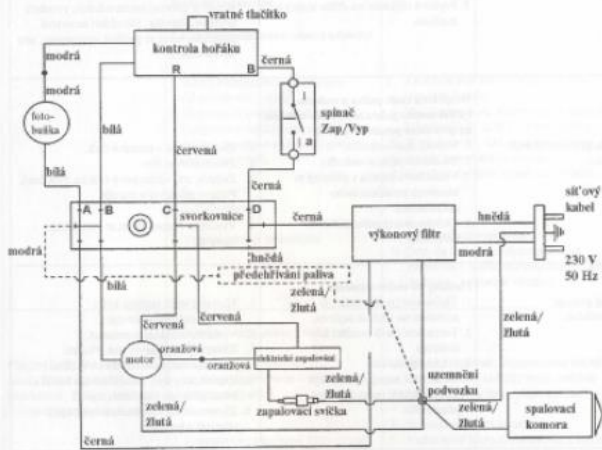 vratné tlačítko
kontrola hořáku
R
B
modrá
modrá
černá
foto-
buňka
bílá
červená
I
a
spínač
Zap/Vyp
bílá
černá
A
B
C
D
svorkovnice
černá
výkonový filtr
hnědá
modrá
síťový
kabel
230 V
50 Hz
modrá
hnědá
bílá
předehřívání paliva
zelená/
žlutá
zelená/
žlutá
červená
červená
motor
oranžová
oranžová
elektrické zapalování
zelená/
žlutá
zapalovací svíčka
zelená/
žlutá
uzemnění
podvozku
zelená/
žlutá
spalovací
komora
černá